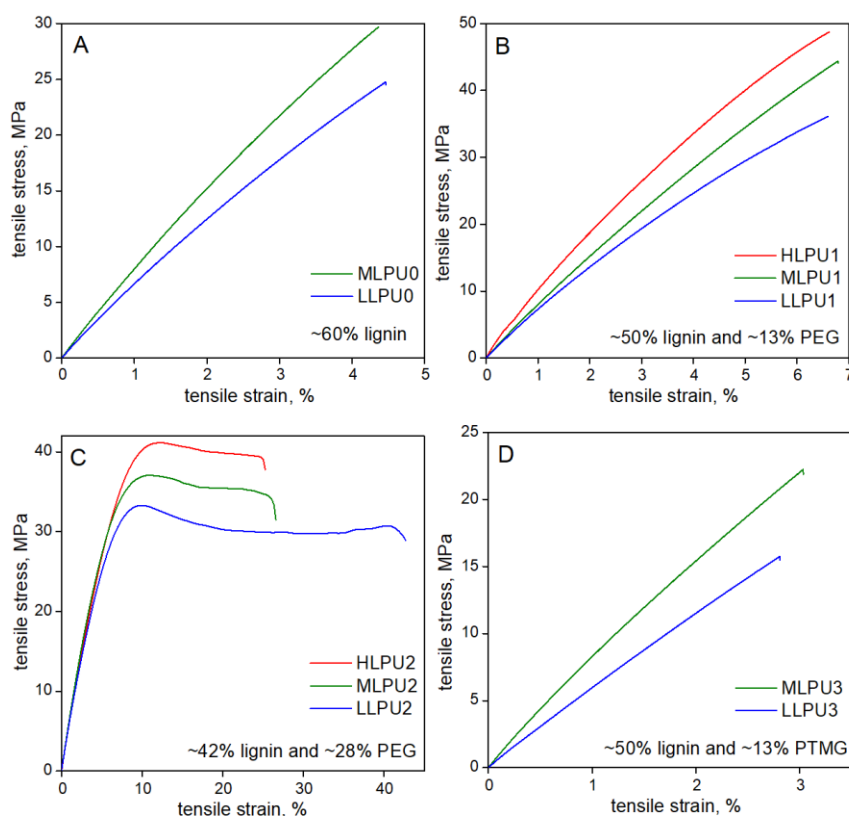 A
tensile stress, MPa
30
25
20
15
10
5
0
0 1 2 3 4 5
tensile strain, %
MLPU0
LLPU0
~60% lignin
B
tensile stress, MPa
50
40
30
20
10
0
0 1 2 3 4 5 6 7
tensile strain, %
HLPU1
MLPU1
LLPU1
~50% lignin and ~13% PEG
C
tensile stress, MPa
40
30
20
10
0
0 10 20 30 40
tensile strain, %
HLPU2
MLPU2
LLPU2
~42% lignin and ~28% PEG
D
tensile stress, MPa
25
20
15
10
5
0
0 1 2 3
tensile strain, %
MLPU3
LLPU3
~50% lignin and ~13% PTMG